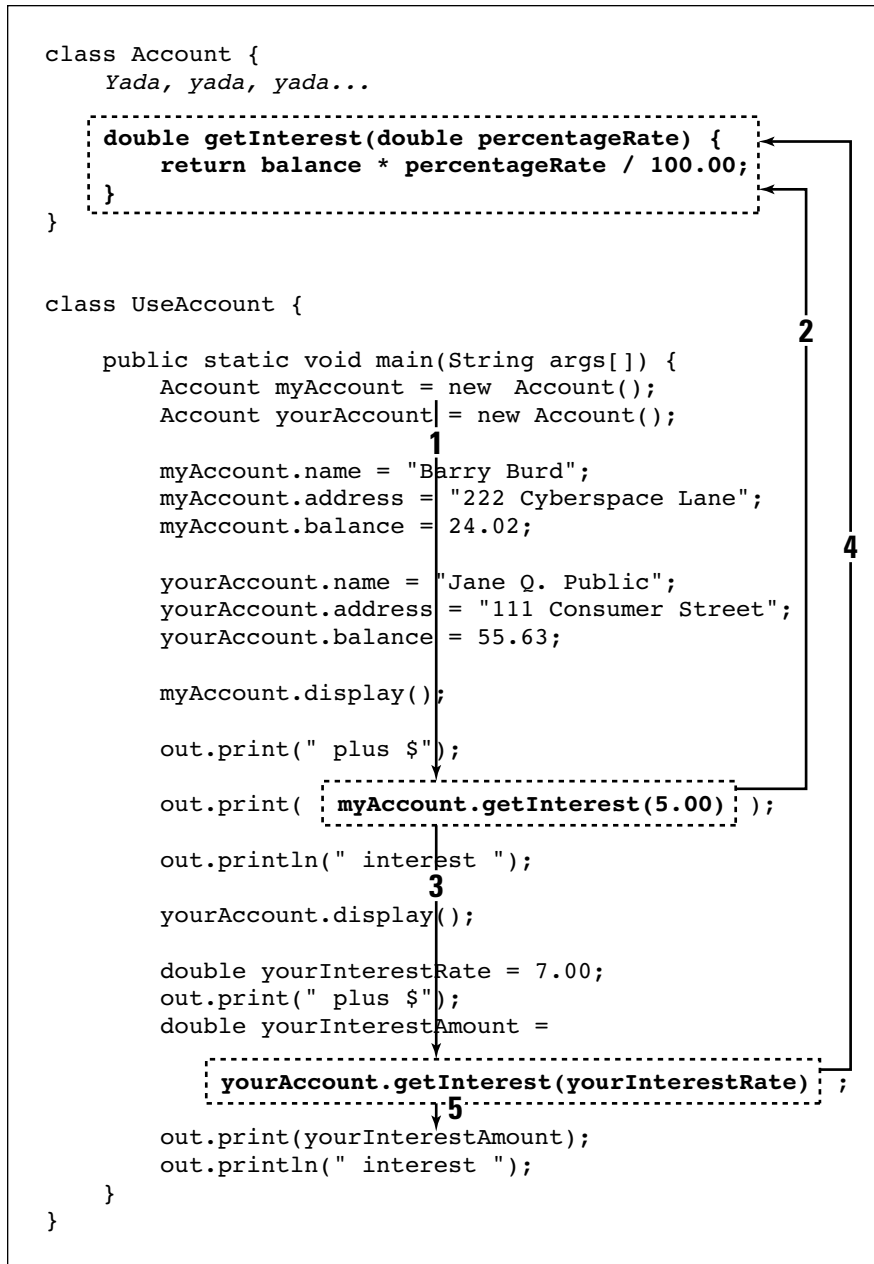 class Account {
Yada, yada, yada...
double getInterest(double percentageRate) {
return balance * percentageRate / 100.00;
}
}
class UseAccount {
2
public static void main(String args[]) {
Account myAccount = new Account();
Account yourAccount = new Account();
1
myAccount.name = "Barry Burd";
myAccount.address = "222 Cyberspace Lane";
myAccount.balance = 24.02;
4
yourAccount.name = "Jane Q. Public";
yourAccount.address = "111 Consumer Street";
yourAccount.balance = 55.63;
myAccount.display();
out.print(" plus $");
out.print( myAccount.getInterest(5.00) );
out.println(" interest ");
3
yourAccount.display();
double yourInterestRate = 7.00;
out.print(" plus $");
double yourInterestAmount =
yourAccount.getInterest(yourInterestRate) ;
5
out.print(yourInterestAmount);
out.println(" interest ");
}
}